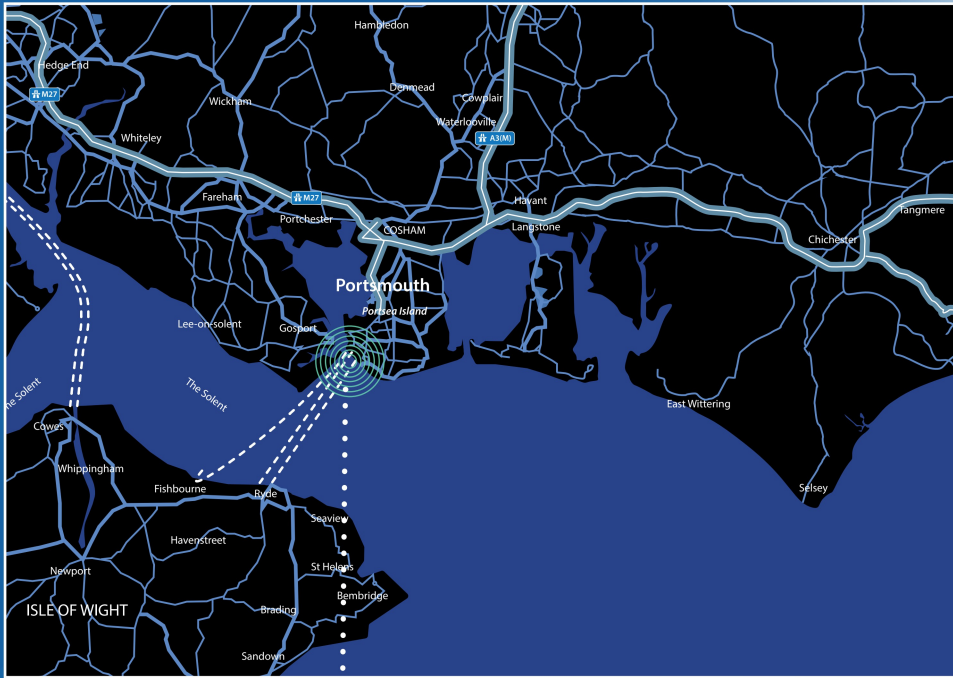 Hambledon
Hedge End
Denmead
M27
Cowplair
Wickham
Waterlooville
Whiteley
A3(M)
Fareham
M27
Havant
Portchester
Tangmere
Langstone
COSHAM
Chichester
Portsmouth
Portsea Island
Lee-on-solent
Gosport
The Solent
he Solent
East Wittering
Cowes
Whippingham
Fishbourne
Ryde
Selsey
Seaview
Havenstreet
St Helens
Newport
Bembridge
ISLE OF WIGHT
Brading
Sandown